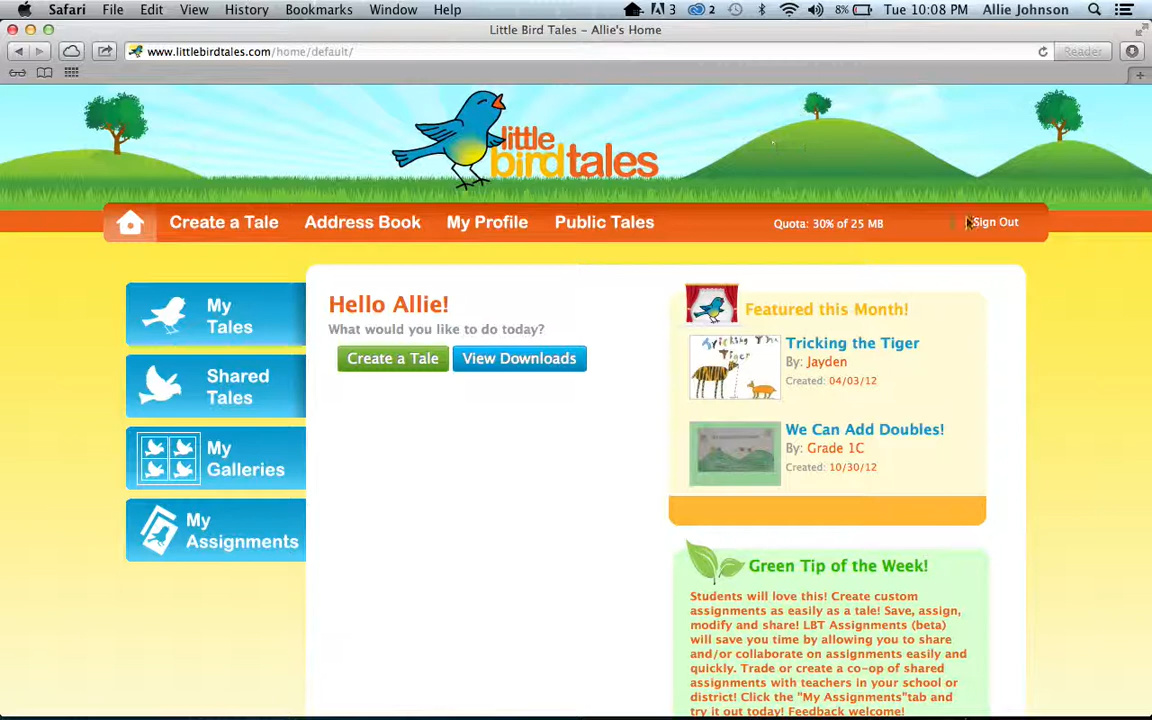 Safari File Edit View History Bookmarks Window Help 3 2 8% Tue 10:08 PM Allie Johnson
Little Bird Tales – Allie's Home
www.littlebirdtales.com/home/default/ Reader
little
bird tales
Create a Tale Address Book My Profile Public Tales Quota: 30% of 25 MB Sign Out
My
Tales
Shared
Tales
My
Galleries
My
Assignments
Hello Allie!
What would you like to do today?
Create a Tale View Downloads
Featured this Month!
Tricking The
Tiger
Tricking the Tiger
By: Jayden
Created: 04/03/12
We Can Add Doubles!
By: Grade 1C
Created: 10/30/12
Green Tip of the Week!
Students will love this! Create custom
assignments as easily as a tale! Save, assign,
modify and share! LBT Assignments (beta)
will save you time by allowing you to share
and/or collaborate on assignments easily and
quickly. Trade or create a co-op of shared
assignments with teachers in your school or
district! Click the "My Assignments"tab and
try it out today! Feedback welcome!